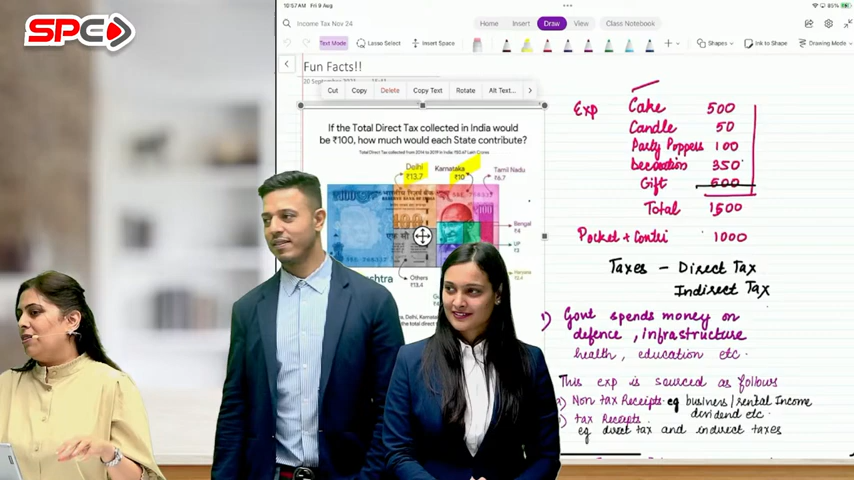 10:57AM Fri 9 Aug
85%
SPC
Income Tax Nov 24
Home Insert Draw View Class Notebook
Text Mode Lasso Select Insert Space Shapes Ink to Shape Drawing Mode
Fun Facts!!
Cut Copy Delete Copy Text Rotate Alt Text...
If the Total Direct Tax collected in India would
be ₹100, how much would each State contribute?
Delhi
₹13.7
Karnataka
₹10
Tamil Nadu
₹6.7
100
Bengal
₹4
UP
₹3
Others
₹13.4
Exp Cake 500
Candle 50
Party Poppers 100
Decoration 350
Gift 500
Total 1500
Pocket + Contri 1000
Taxes - Direct Tax
Indirect Tax
Govt spends money on
defence, infrastructure
health, education etc.
This exp is sourced as follows
a) Non tax Receipts. eg business/rental Income
dividend etc.
b) tax Receipts.
eg direct tax and indirect taxes